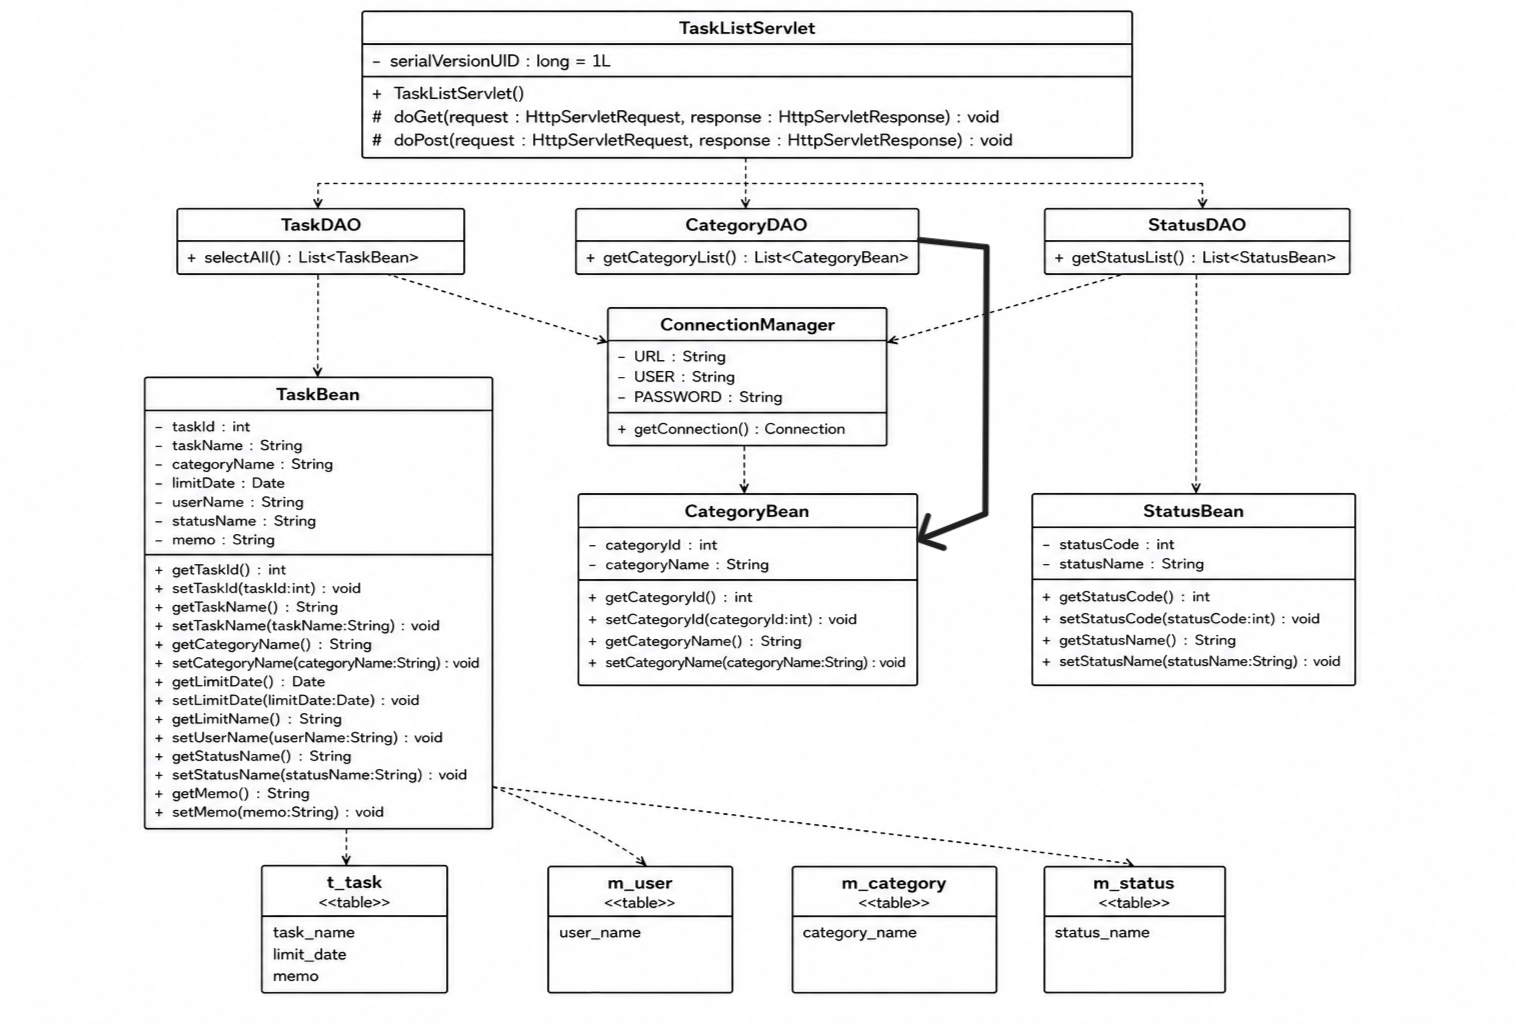 TaskListServlet
- serialVersionUID : long = 1L
+ TaskListServlet()
# doGet(request : HttpServletRequest, response : HttpServletResponse) : void
# doPost(request : HttpServletRequest, response : HttpServletResponse) : void
TaskDAO
+ selectAll() : List<TaskBean>
CategoryDAO
+ getCategoryList() : List<CategoryBean>
StatusDAO
+ getStatusList() : List<StatusBean>
ConnectionManager
- URL : String
- USER : String
- PASSWORD : String
+ getConnection() : Connection
TaskBean
- taskId : int
- taskName : String
- categoryName : String
- limitDate : Date
- userName : String
- statusName : String
- memo : String
+ getTaskId() : int
+ setTaskId(taskId:int) : void
+ getTaskName() : String
+ setTaskName(taskName:String) : void
+ getCategoryName() : String
+ setCategoryName(categoryName:String) : void
+ getLimitDate() : Date
+ setLimitDate(limitDate:Date) : void
+ getLimitName() : String
+ setUserName(userName:String) : void
+ getStatusName() : String
+ setStatusName(statusName:String) : void
+ getMemo() : String
+ setMemo(memo:String) : void
CategoryBean
- categoryId : int
- categoryName : String
+ getCategoryId() : int
+ setCategoryId(categoryId:int) : void
+ getCategoryName() : String
+ setCategoryName(categoryName:String) : void
StatusBean
- statusCode : int
- statusName : String
+ getStatusCode() : int
+ setStatusCode(statusCode:int) : void
+ getStatusName() : String
+ setStatusName(statusName:String) : void
t_task
<<table>>
task_name
limit_date
memo
m_user
<<table>>
user_name
m_category
<<table>>
category_name
m_status
<<table>>
status_name